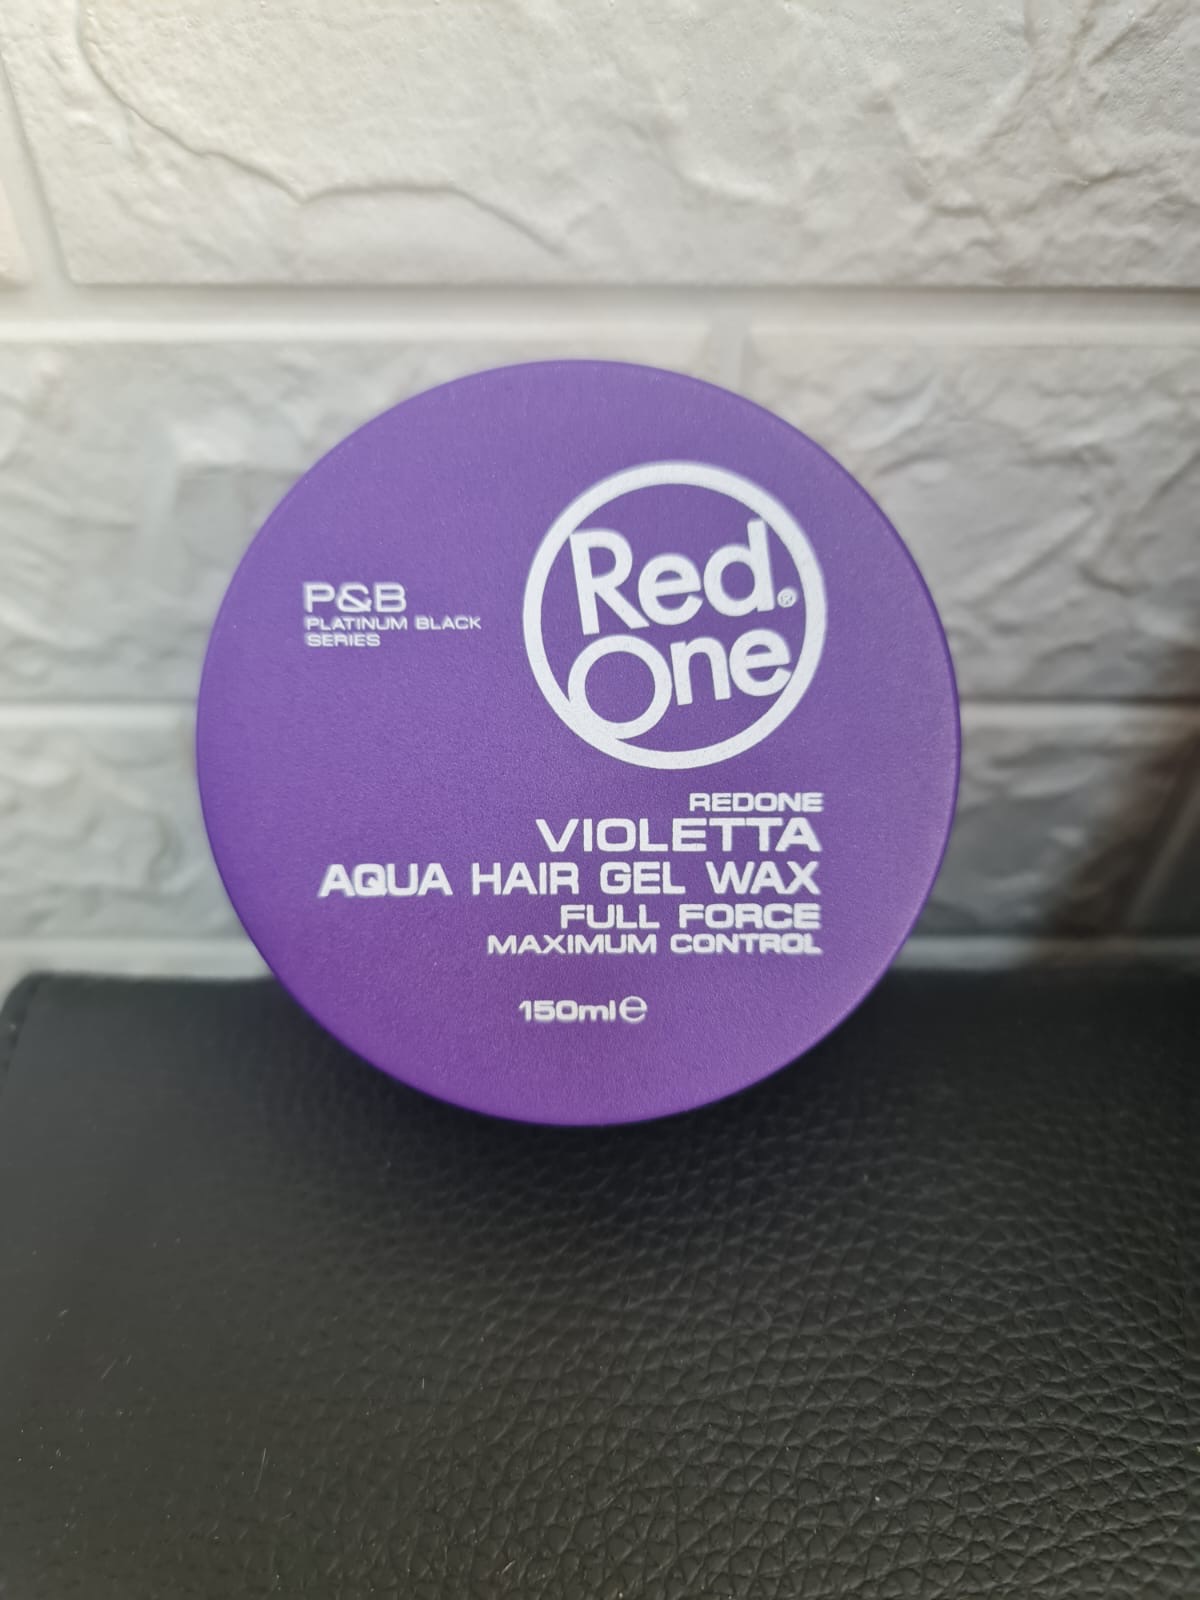 Red®
One
P&B
PLATINUM BLACK
SERIES
REDONE
VIOLETTA
AQUA HAIR GEL WAX
FULL FORCE
MAXIMUM CONTROL
150ml℮